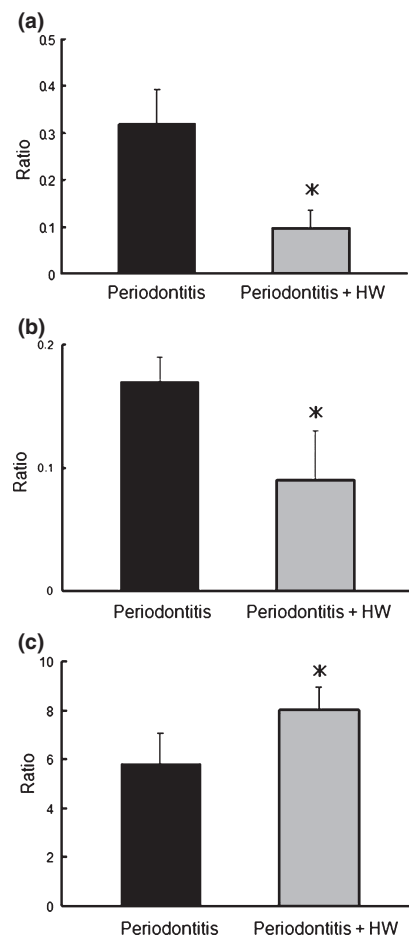 (a)
0.5
0.4
0.3
0.2
0.1
0
Ratio
*
Periodontitis Periodontitis + HW
(b)
0.2
0.1
0
Ratio
*
Periodontitis Periodontitis + HW
(c)
10
8
6
4
2
0
Ratio
*
Periodontitis Periodontitis + HW